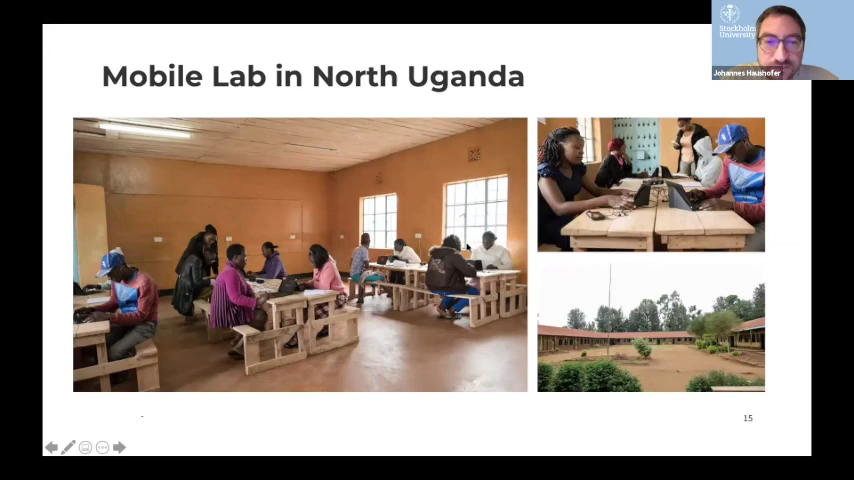 Mobile Lab in North Uganda
Stockholm
University
Johannes Haushofer
15